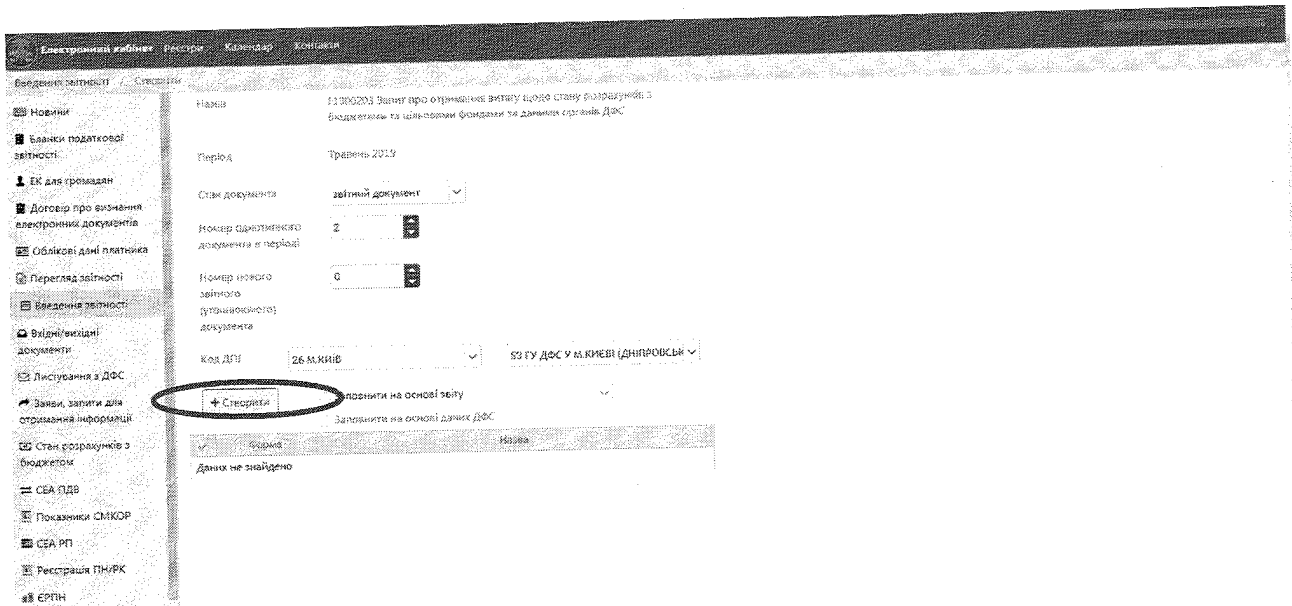 Електронний кабінет Реєстри Календар Контакти
Введення звітності / Створити
Новини
Бланки податкової
звітності
ЕК для громадян
Договір про визнання
електронних документів
Облікові дані платника
Перегляд звітності
Введення звітності
Вхідні/вихідні
документи
Листування з ДФС
Заяви, запити для
отримання інформації
Стан розрахунків з
бюджетом
СЕА ПДВ
Показники СМКОР
СЕА РП
Реєстрація ПН/РК
ЄРПН
Назва
Запит про отримання витягу щодо стану розрахунків з
бюджетами та цільовими фондами та даними органів ДФС
Період Травень 2019
Стан документа звітний документ
Номер однотипного 2
документа в періоді
Номер нового 0
звітного
(уточнюючого)
документа
Код ДПІ 26 М.КИЇВ 53 ГУ ДФС У М.КИЄВІ (ДНІПРОВСЬК
+ Створити аповнити на основі звіту
Заповнити на основі даних ДФС
Форма Назва
Даних не знайдено